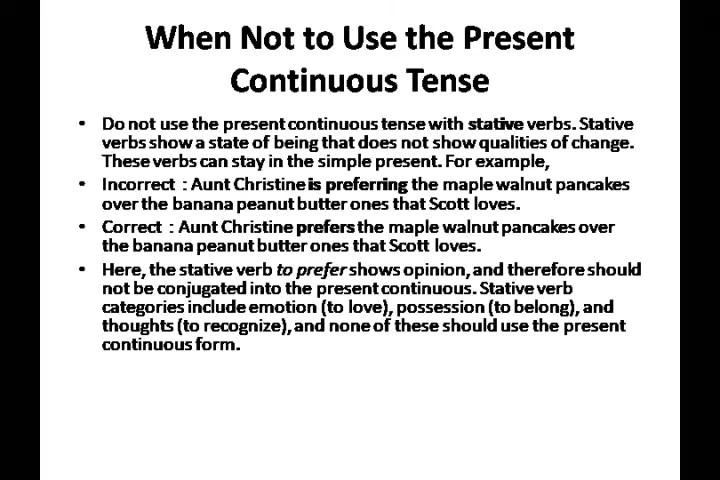 When Not to Use the Present
Continuous Tense
• Do not use the present continuous tense with stative verbs. Stative
verbs show a state of being that does not show qualities of change.
These verbs can stay in the simple present. For example,
• Incorrect : Aunt Christine is preferring the maple walnut pancakes
over the banana peanut butter ones that Scott loves.
• Correct : Aunt Christine prefers the maple walnut pancakes over
the banana peanut butter ones that Scott loves.
• Here, the stative verb to prefer shows opinion, and therefore should
not be conjugated into the present continuous. Stative verb
categories include emotion (to love), possession (to belong), and
thoughts (to recognize), and none of these should use the present
continuous form.